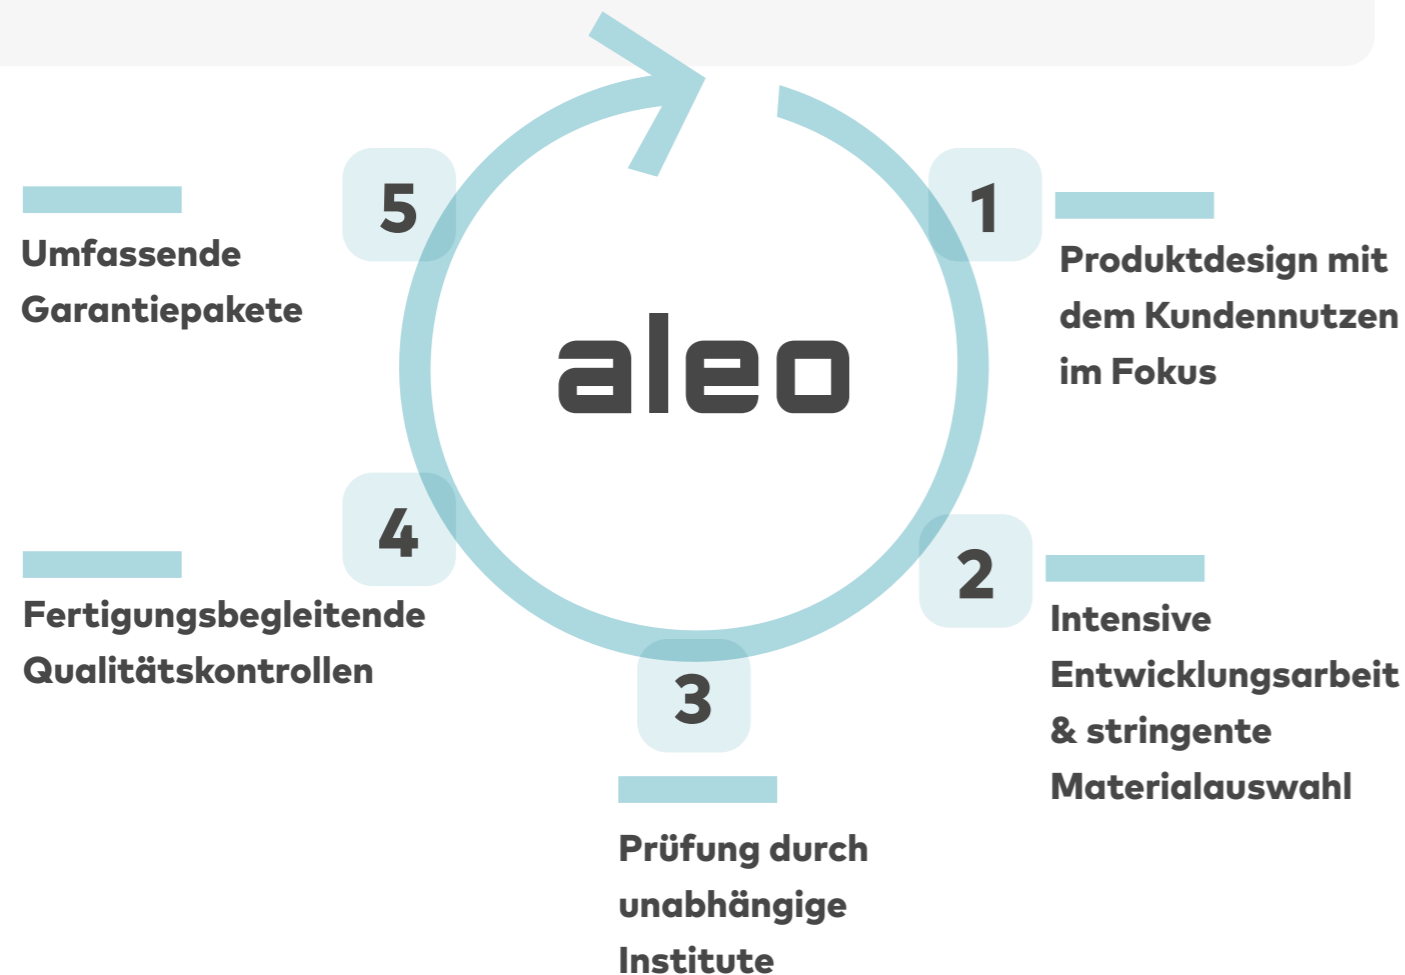 aleo
1
Produktdesign mit
dem Kundennutzen
im Fokus
2
Intensive
Entwicklungsarbeit
& stringente
Materialauswahl
3
Prüfung durch
unabhängige
Institute
4
Fertigungsbegleitende
Qualitätskontrollen
5
Umfassende
Garantiepakete